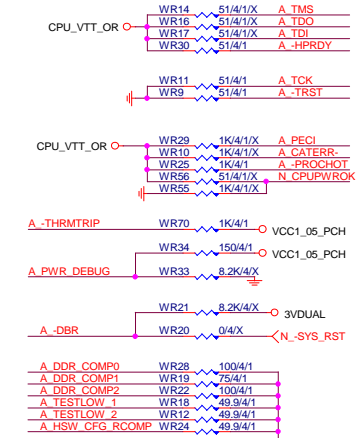 WR14 51/4/1/X A_TMS
CPU_VTT_OR WR16 51/4/1/X A_TDO
WR17 51/4/1/X A_TDI
WR30 51/4/1 A_-HPRDY
WR11 51/4/1 A_TCK
WR9 51/4/1 A_-TRST
CPU_VTT_OR WR29 1K/4/1/X A_PECI
WR10 1K/4/1/X A_CATERR-
WR25 1K/4/1 A_-PROCHOT
WR56 51/4/1/X N_CPUPWROK
WR55 1K/4/1/X
A_-THRMTRIP WR70 1K/4/1 VCC1_05_PCH
WR34 150/4/1 VCC1_05_PCH
A_PWR_DEBUG WR33 8.2K/4/X
WR21 8.2K/4/X 3VDUAL
A_-DBR WR20 0/4/X N_-SYS_RST
A_DDR_COMP0 WR28 100/4/1
A_DDR_COMP1 WR19 75/4/1
A_DDR_COMP2 WR22 100/4/1
A_TESTLOW_1 WR18 49.9/4/1
A_TESTLOW_2 WR12 49.9/4/1
A_HSW_CFG_RCOMP WR24 49.9/4/1